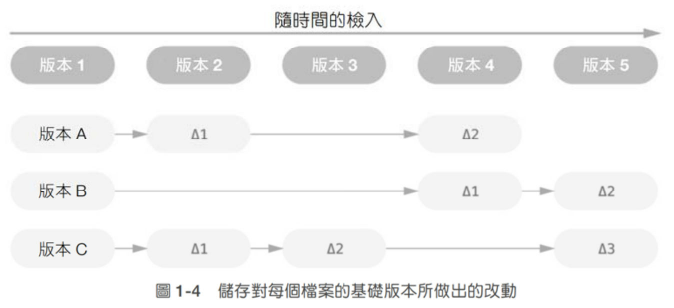 隨時間的檢入
版本 1 版本 2 版本 3 版本 4 版本 5
版本 A Δ1 Δ2
版本 B Δ1 Δ2
版本 C Δ1 Δ2 Δ3
圖 1-4 儲存對每個檔案的基礎版本所做出的改動